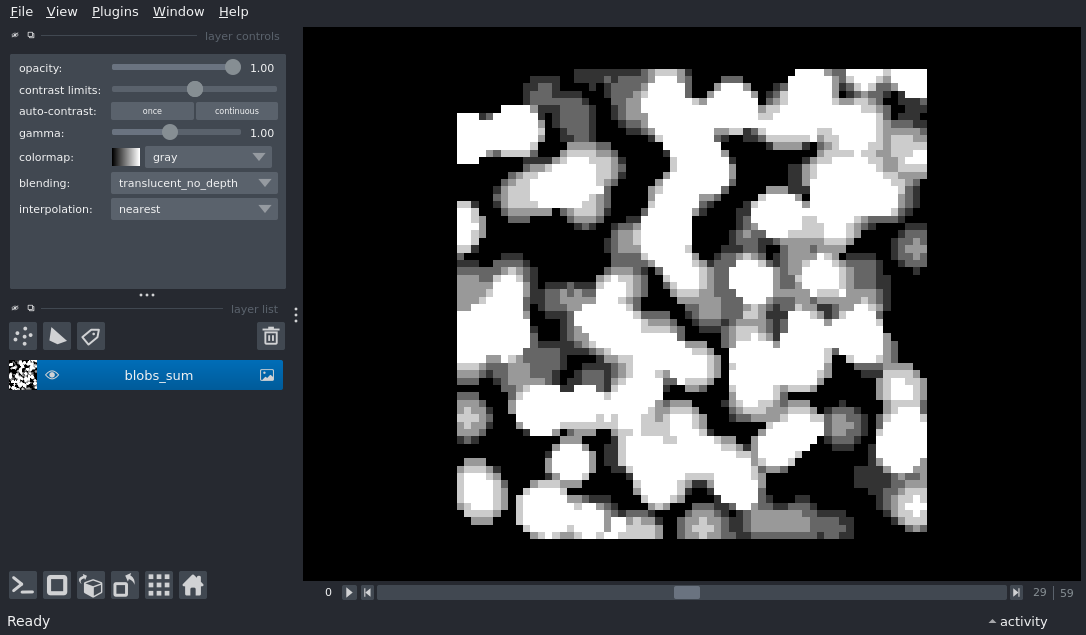 File View Plugins Window Help
layer controls
opacity: 1.00
contrast limits:
auto-contrast: once continuous
gamma: 1.00
colormap: gray
blending: translucent_no_depth
interpolation: nearest
layer list
blobs_sum
0 29 59
Ready activity